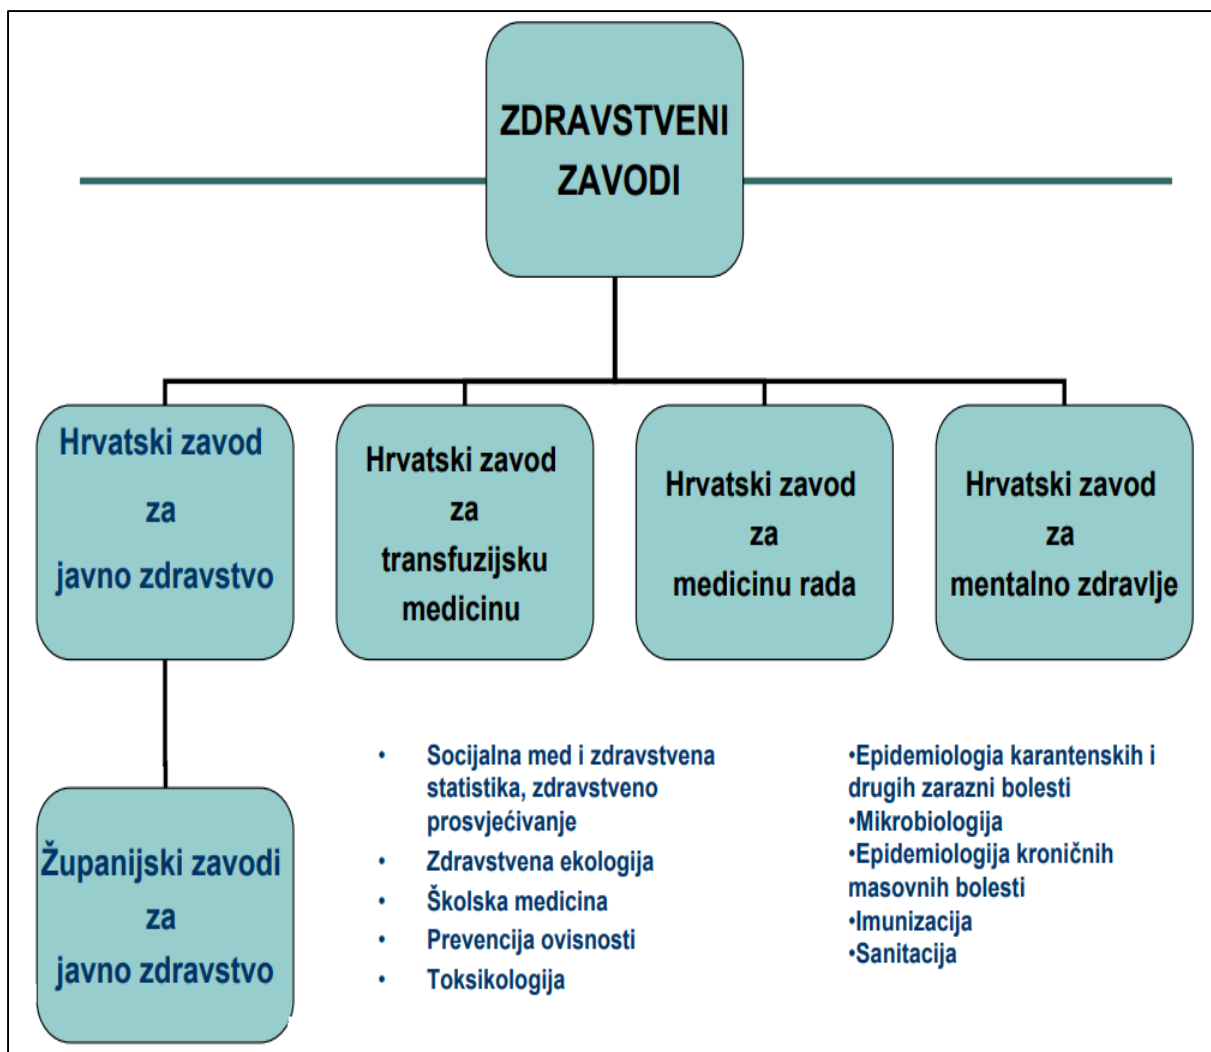 ZDRAVSTVENI
ZAVODI
Hrvatski zavod
za
javno zdravstvo
Hrvatski zavod
za
transfuzijsku
medicinu
Hrvatski zavod
za
medicinu rada
Hrvatski zavod
za
mentalno zdravlje
Županijski zavodi
za
javno zdravstvo
• Socijalna med i zdravstvena
statistika, zdravstveno
prosvjećivanje
• Zdravstvena ekologija
• Školska medicina
• Prevencija ovisnosti
• Toksikologija
•Epidemiologia karantenskih i
drugih zarazni bolesti
•Mikrobiologija
•Epidemiologija kroničnih
masovnih bolesti
•Imunizacija
•Sanitacija